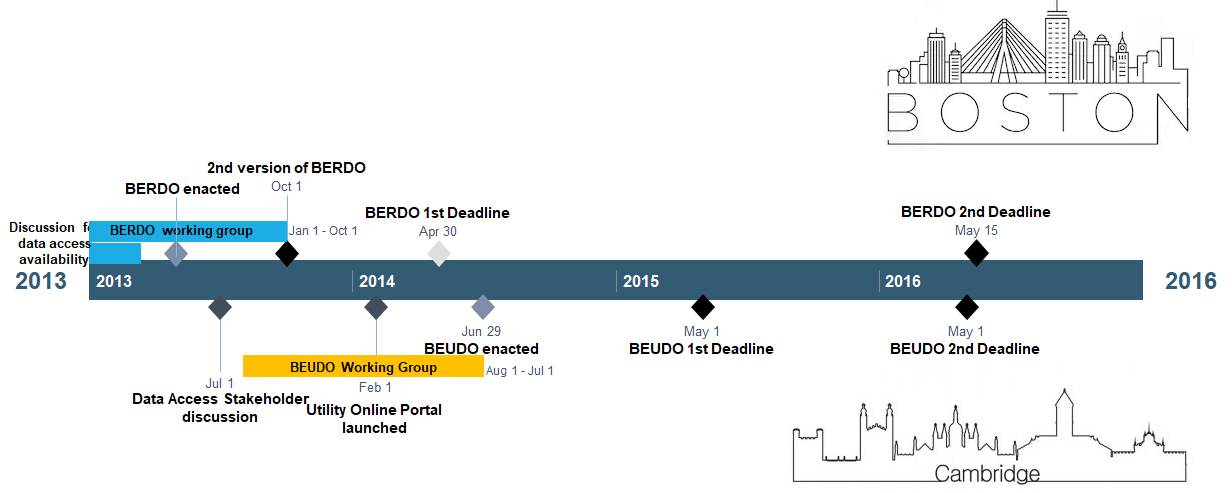 BOSTON
2nd version of BERDO
Oct 1
BERDO enacted
BERDO 1st Deadline
Apr 30
BERDO 2nd Deadline
May 15
Discussion f
data access
availability
BERDO working group
Jan 1 - Oct 1
2013
2013
2014
2015
2016
2016
Jun 29
BEUDO enacted
May 1
BEUDO 1st Deadline
May 1
BEUDO 2nd Deadline
BEUDO Working Group
Aug 1 - Jul 1
Jul 1
Data Access Stakeholder
discussion
Feb 1
Utility Online Portal
launched
Cambridge